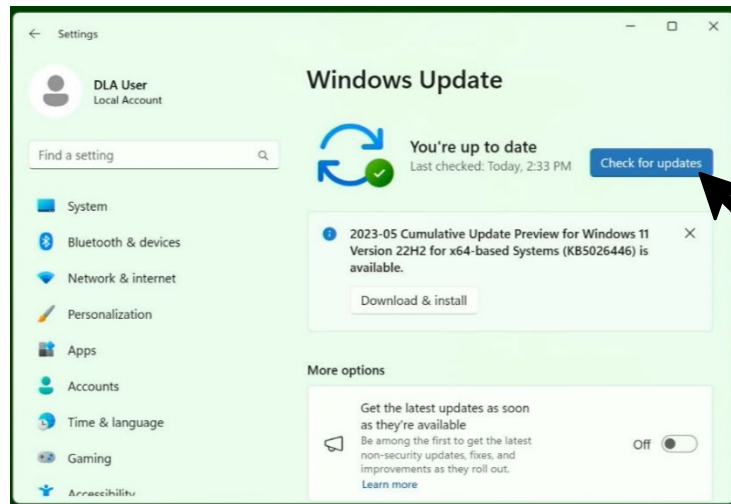 Settings
DLA User
Local Account
Find a setting
System
Bluetooth & devices
Network & internet
Personalization
Apps
Accounts
Time & language
Gaming
Accessibility
Windows Update
You're up to date
Last checked: Today, 2:33 PM
Check for updates
2023-05 Cumulative Update Preview for Windows 11
Version 22H2 for x64-based Systems (KB5026446) is
available.
Download & install
More options
Get the latest updates as soon
as they're available
Be among the first to get the latest
non-security updates, fixes, and
improvements as they roll out.
Learn more
Off